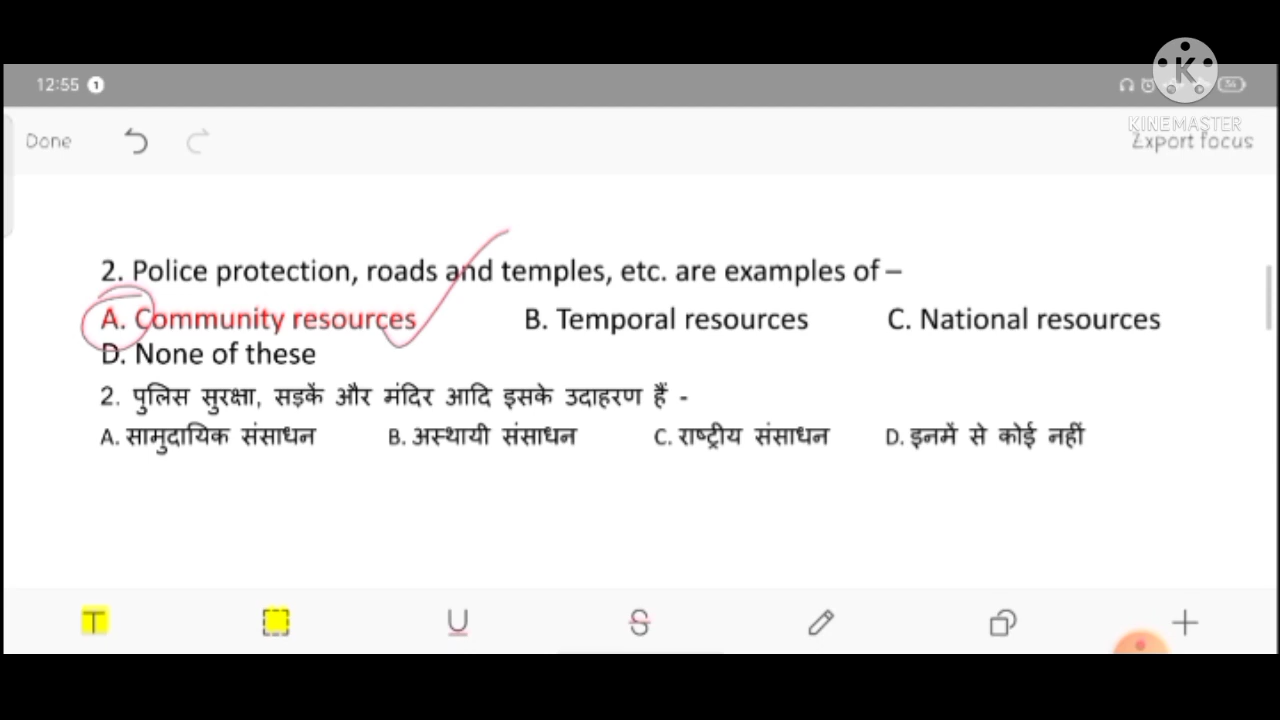 12:55 1
KINEMASTER
Done
Export focus
2. Police protection, roads and temples, etc. are examples of –
A. Community resources B. Temporal resources C. National resources
D. None of these
2. पुलिस सुरक्षा, सड़कें और मंदिर आदि इसके उदाहरण हैं -
A. सामुदायिक संसाधन B. अस्थायी संसाधन C. राष्ट्रीय संसाधन D. इनमें से कोई नहीं